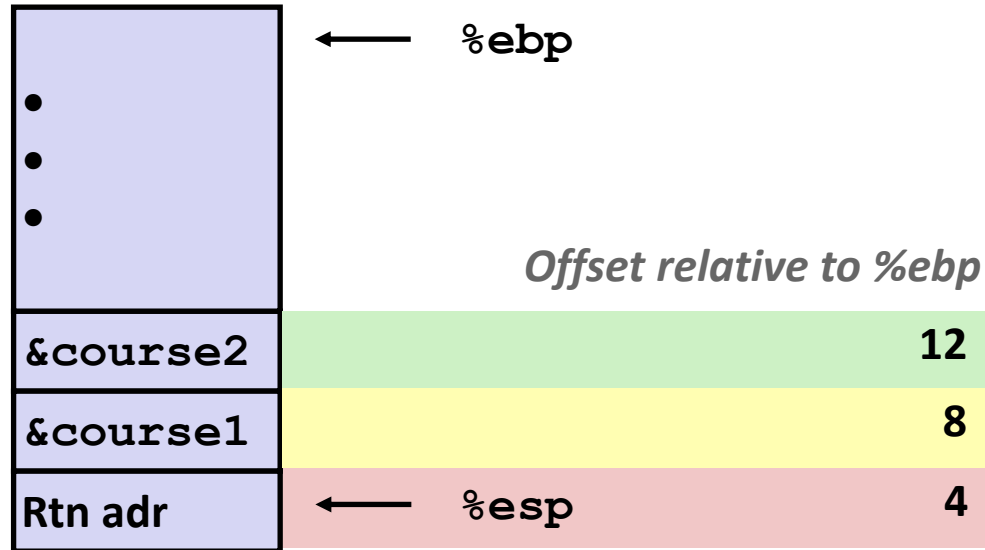 %ebp
•
•
•
Offset relative to %ebp
&course2 12
&course1 8
Rtn adr %esp 4